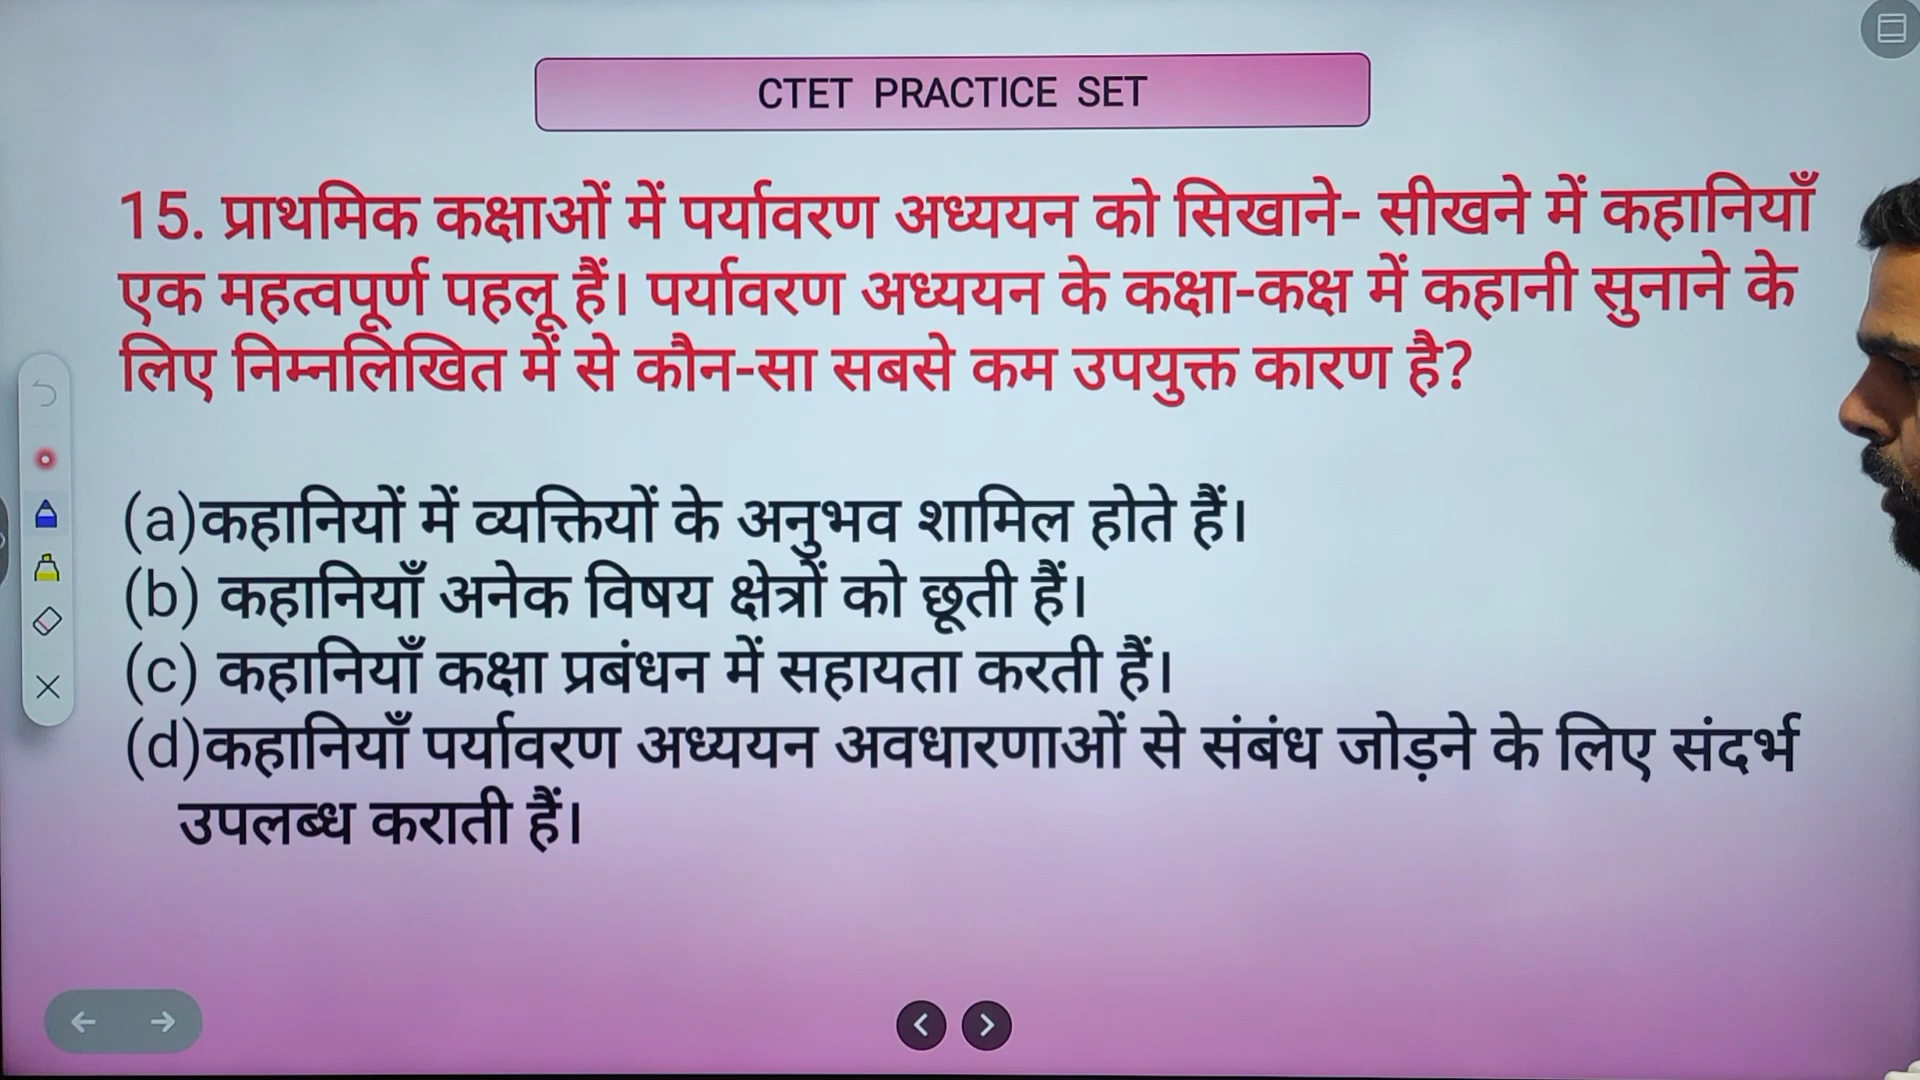 CTET PRACTICE SET
15. प्राथमिक कक्षाओं में पर्यावरण अध्ययन को सिखाने- सीखने में कहानियाँ
एक महत्वपूर्ण पहलू हैं। पर्यावरण अध्ययन के कक्षा-कक्ष में कहानी सुनाने के
लिए निम्नलिखित में से कौन-सा सबसे कम उपयुक्त कारण है?
(a)कहानियों में व्यक्तियों के अनुभव शामिल होते हैं।
(b) कहानियाँ अनेक विषय क्षेत्रों को छूती हैं।
(c) कहानियाँ कक्षा प्रबंधन में सहायता करती हैं।
(d)कहानियाँ पर्यावरण अध्ययन अवधारणाओं से संबंध जोड़ने के लिए संदर्भ
उपलब्ध कराती हैं।